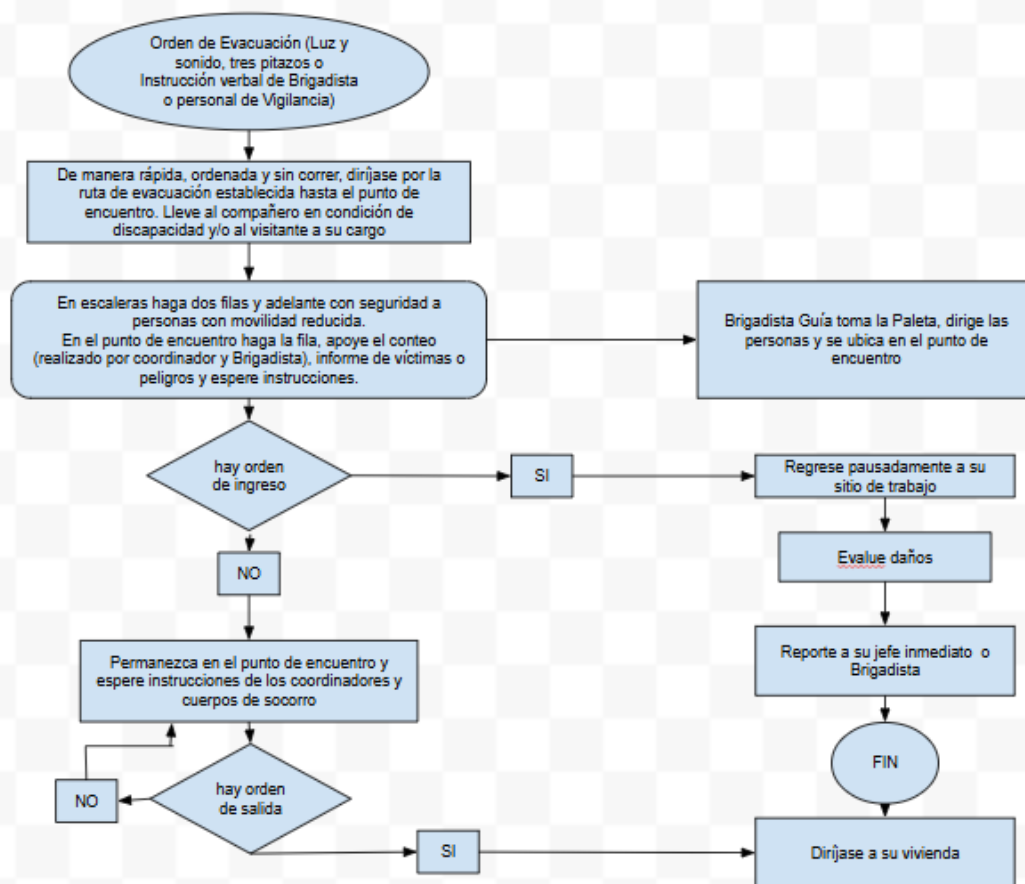 Orden de Evacuación (Luz y
sonido, tres pitazos o
Instrucción verbal de Brigadista
o personal de Vigilancia)
De manera rápida, ordenada y sin correr, diríjase por la
ruta de evacuación establecida hasta el punto de
encuentro. Lleve al compañero en condición de
discapacidad y/o al visitante a su cargo
En escaleras haga dos filas y adelante con seguridad a
personas con movilidad reducida.
En el punto de encuentro haga la fila, apoye el conteo
(realizado por coordinador y Brigadista), informe de víctimas o
peligros y espere instrucciones.
Brigadista Guía toma la Paleta, dirige las
personas y se ubica en el punto de
encuentro
hay orden
de ingreso
SI
Regrese pausadamente a su
sitio de trabajo
Evalue daños
NO
Reporte a su jefe inmediato o
Brigadista
Permanezca en el punto de encuentro y
espere instrucciones de los coordinadores y
cuerpos de socorro
FIN
hay orden
de salida
NO
SI
Diríjase a su vivienda